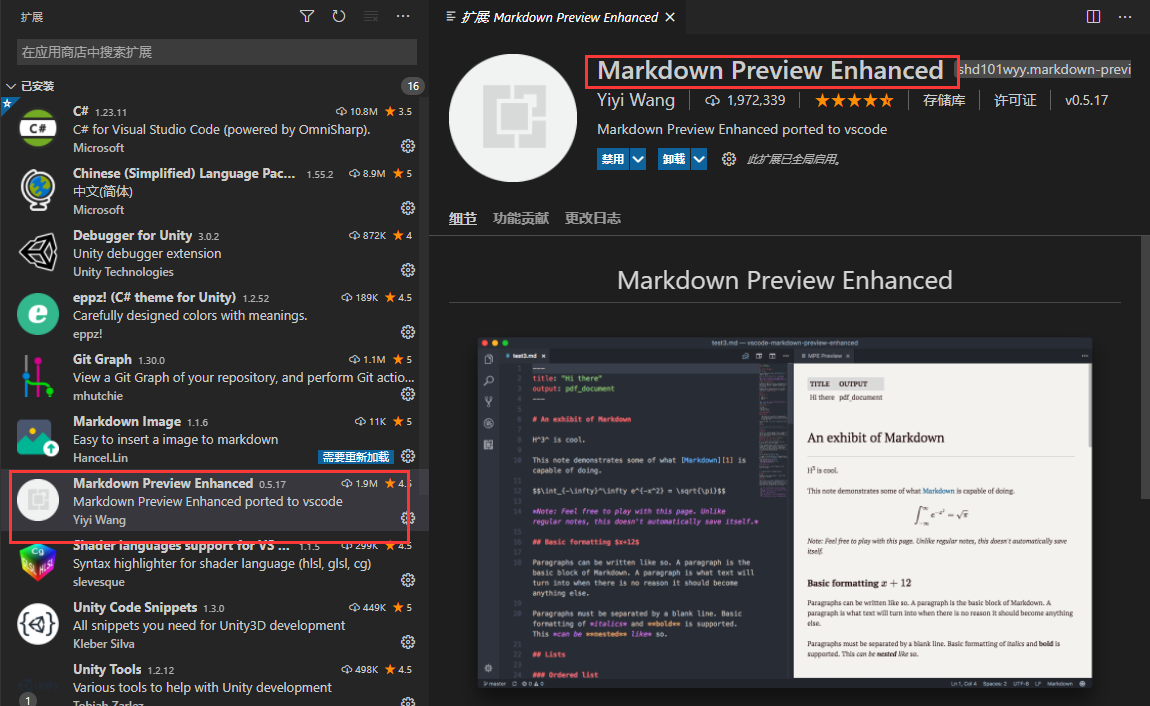 扩展
在应用商店中搜索扩展
已安装
16
C# 1.23.11 10.8M 3.5
C# for Visual Studio Code (powered by OmniSharp).
Microsoft
Chinese (Simplified) Language Pac... 1.55.2 8.9M 5
中文(简体)
Microsoft
Debugger for Unity 3.0.2 872K 4
Unity debugger extension
Unity Technologies
eppz! (C# theme for Unity) 1.2.52 189K 4.5
Carefully designed colors with meanings.
eppz!
Git Graph 1.30.0 1.1M 5
View a Git Graph of your repository, and perform Git actio...
mhutchie
Markdown Image 1.1.6 11K 5
Easy to insert a image to markdown
Hancel.Lin 需要重新加载
Markdown Preview Enhanced 0.5.17 1.9M 4.5
Markdown Preview Enhanced ported to vscode
Yiyi Wang
Shader languages support for VS ... 1.1.5 299K 4.5
Syntax highlighter for shader language (hlsl, glsl, cg)
slevesque
Unity Code Snippets 1.3.0 449K 5
All snippets you need for Unity3D development
Kleber Silva
Unity Tools 1.2.12 498K 4.5
Various tools to help with Unity development
Tobiah Zarlez
1
扩展 Markdown Preview Enhanced
Markdown Preview Enhanced shd101wyy.markdown-previ
Yiyi Wang 1,972,339 存储库 许可证 v0.5.17
Markdown Preview Enhanced ported to vscode
禁用 卸载 此扩展已全局启用。
细节 功能贡献 更改日志
Markdown Preview Enhanced
test3.md — vscode-markdown-preview-enhanced
test3.md
---
title: "Hi there"
output: pdf_document
---
# An exhibit of Markdown
H^3^ is cool.
This note demonstrates some of what [Markdown][1] is
capable of doing.
$$\int_{-\infty}^\infty e^{-x^2} = \sqrt{\pi}$$
*Note: Feel free to play with this page. Unlike
regular notes, this doesn't automatically save itself.*
## Basic formatting $x+12$
Paragraphs can be written like so. A paragraph is the
basic block of Markdown. A paragraph is what text will
turn into when there is no reason it should become
anything else.
Paragraphs must be separated by a blank line. Basic
formatting of *italics* and **bold** is supported.
This *can be **nested** like* so.
## Lists
### Ordered list
MPE Preview
TITLE OUTPUT
Hi there pdf_document
An exhibit of Markdown
H³ is cool.
This note demonstrates some of what Markdown is capable of doing.
∫_{-∞}^{∞} e^{-x²} = √π
Note: Feel free to play with this page. Unlike regular notes, this doesn't automatically save
itself.
Basic formatting x + 12
Paragraphs can be written like so. A paragraph is the basic block of Markdown. A
paragraph is what text will turn into when there is no reason it should become anything
else.
Paragraphs must be separated by a blank line. Basic formatting of italics and bold is
supported. This can be nested like so.
master 0 0 Ln 1, Col 4 Spaces: 2 UTF-8 LF Markdown